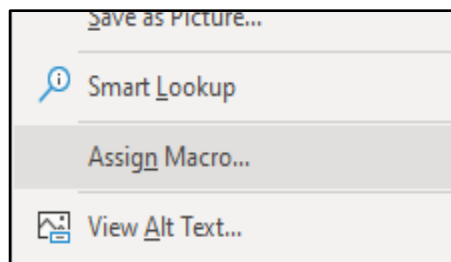 Save as Picture...
Smart Lookup
Assign Macro...
View Alt Text...